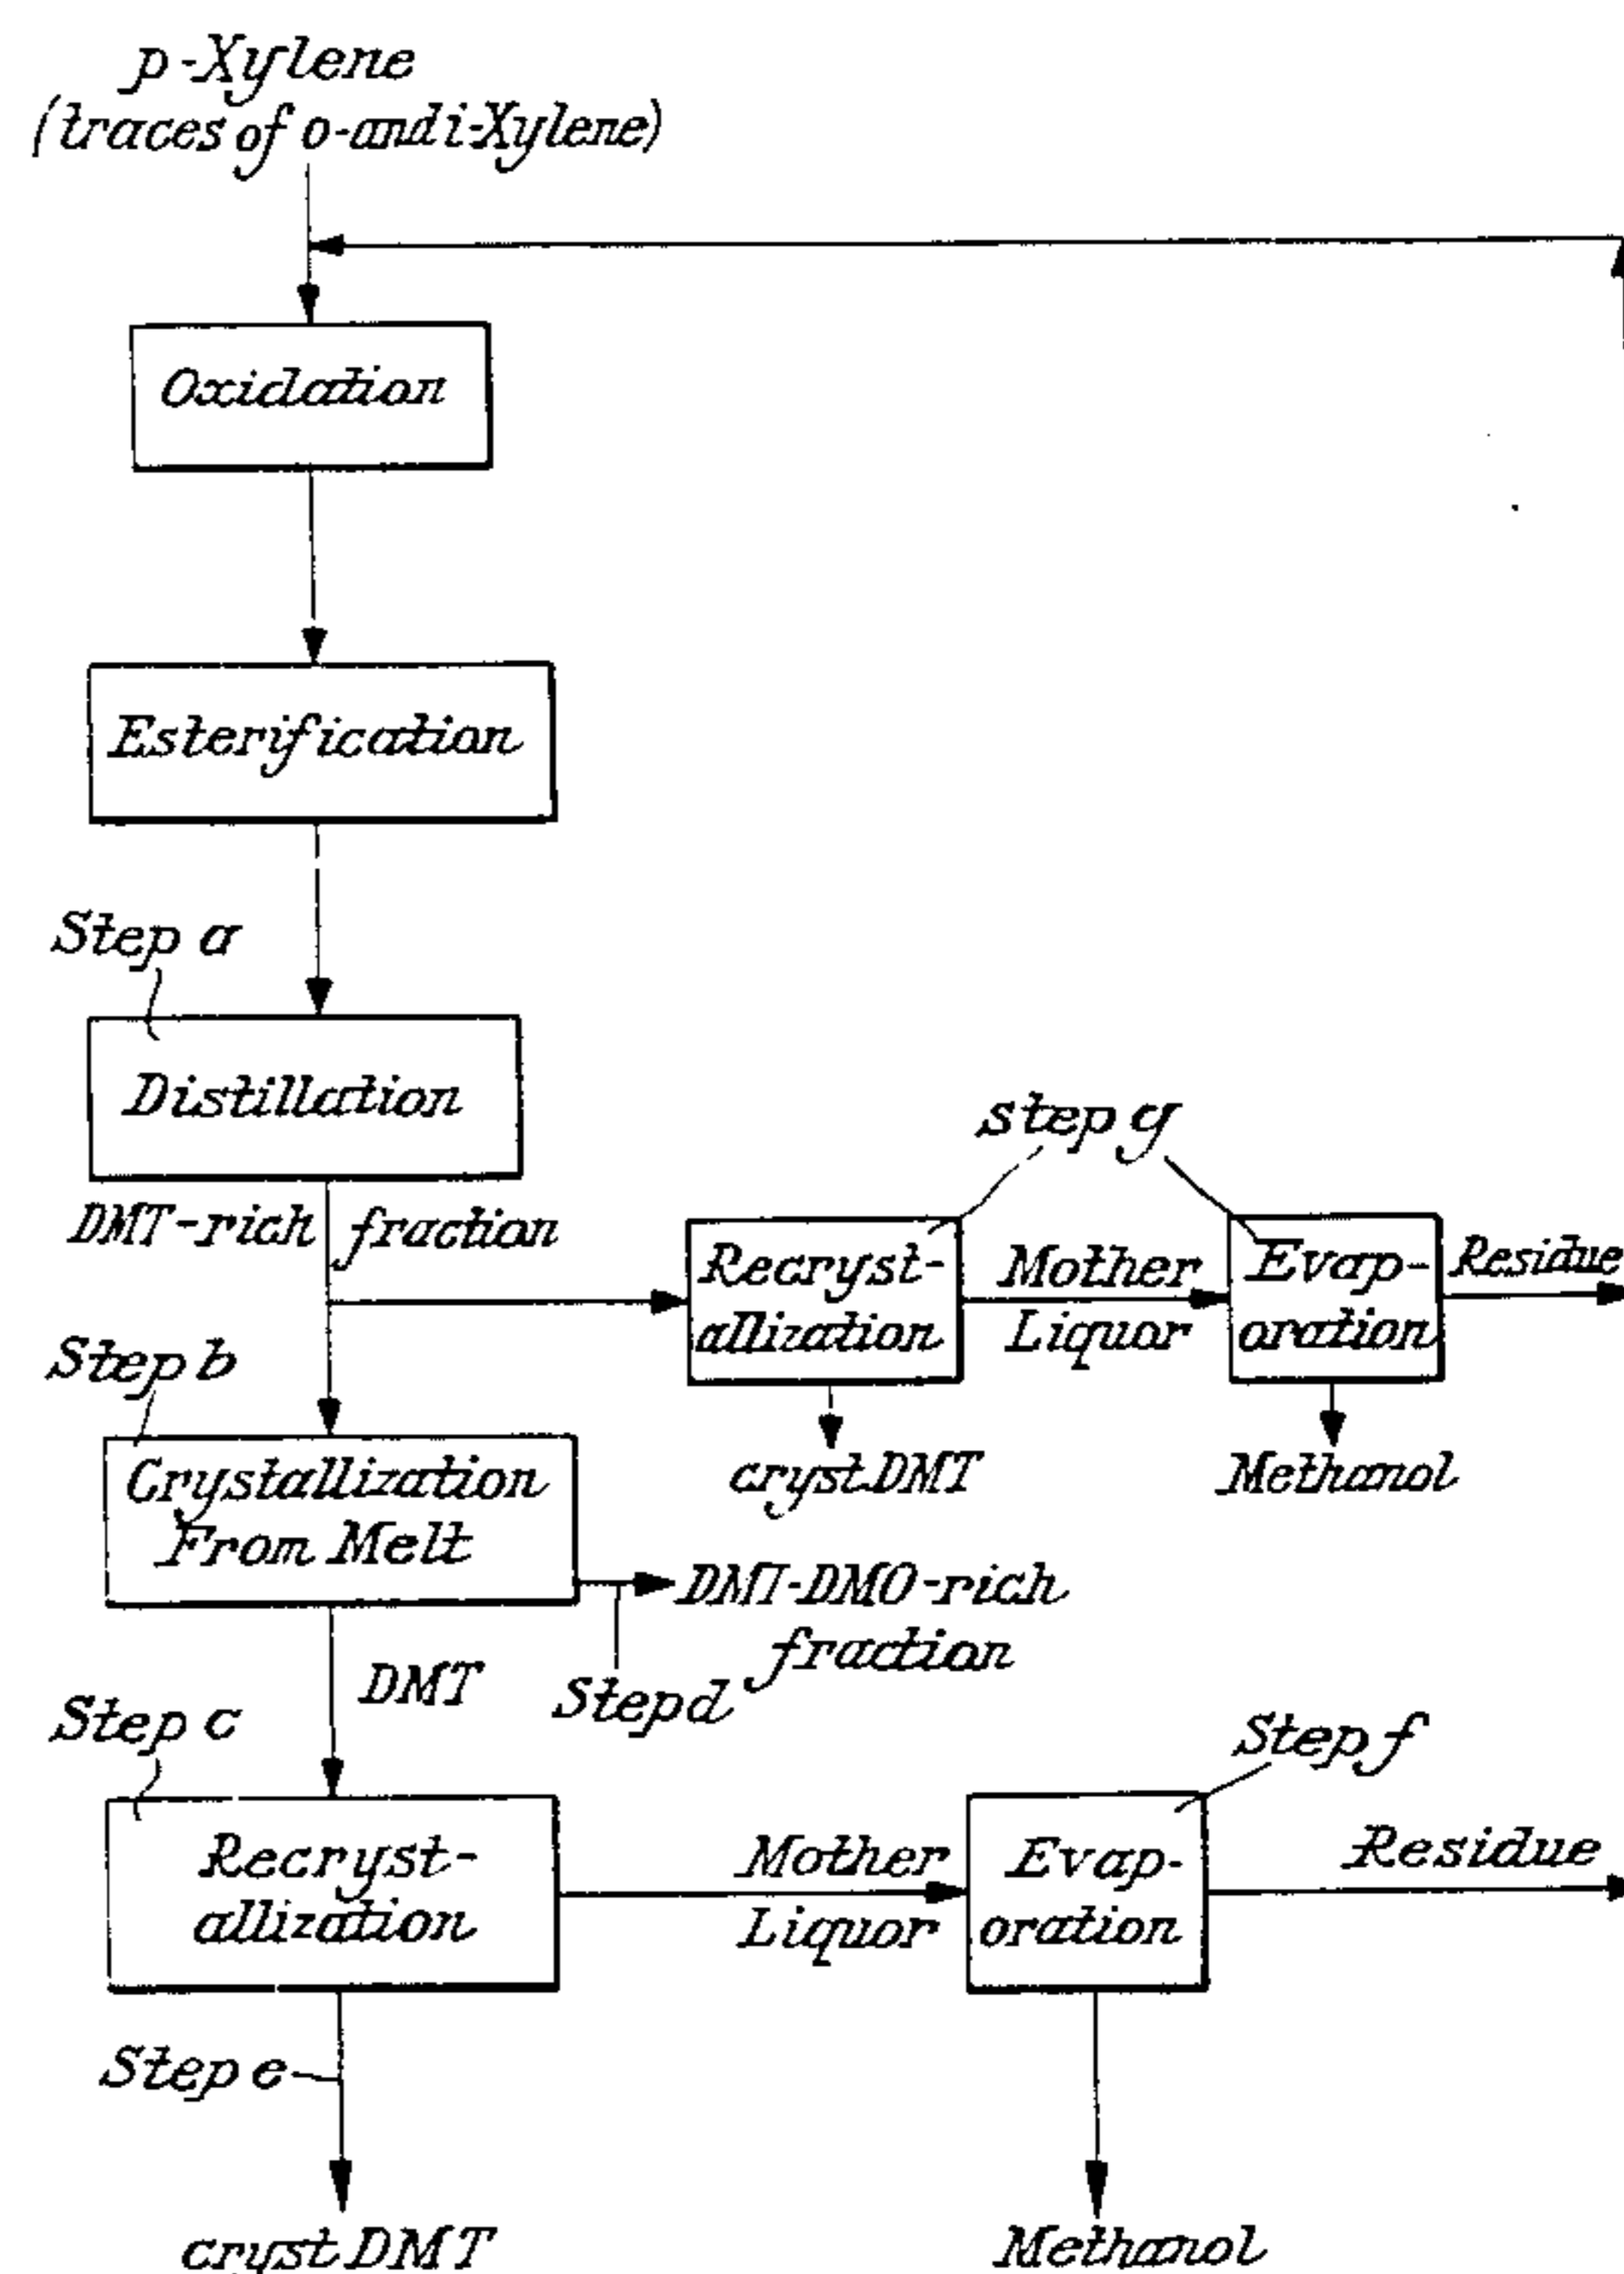 p-Xylene
(traces of o-and i-Xylene)
Oxidation
Esterification
Step a
Distillation
DMT-rich fraction
step g
Recryst-
allization
Mother
Liquor
Evap-
oration
Residue
Step b
Crystallization
From Melt
cryst DMT
Methanol
DMT-DMO-rich
fraction
Step d
DMT
Step c
Step f
Recryst-
allization
Mother
Liquor
Evap-
oration
Residue
Step e
cryst DMT
Methanol